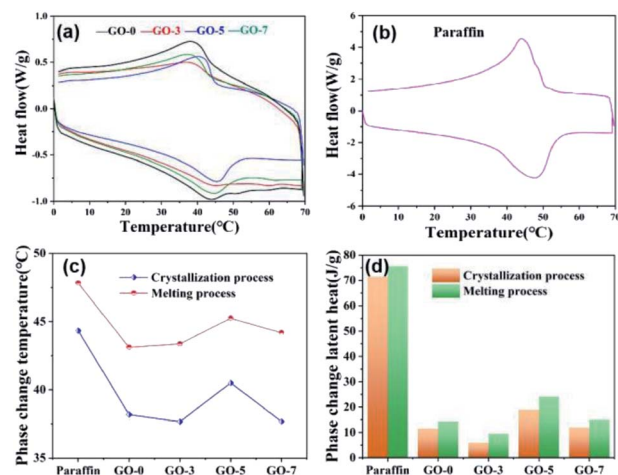 (a)
GO-0 GO-3 GO-5 GO-7
Heat flow(W/g)
1.0
0.5
0.0
-0.5
-1.0
0 10 20 30 40 50 60 70
Temperature(°C)
(b)
Paraffin
Heat flow(W/g)
6
4
2
0
-2
-4
-6
0 10 20 30 40 50 60 70
Temperature(°C)
(c)
Crystallization process
Melting process
Phase change temperature(°C)
50
45
40
35
Paraffin GO-0 GO-3 GO-5 GO-7
(d)
Crystallization process
Melting process
Phase change latent heat(J/g)
80
70
60
50
40
30
20
10
0
Paraffin GO-0 GO-3 GO-5 GO-7